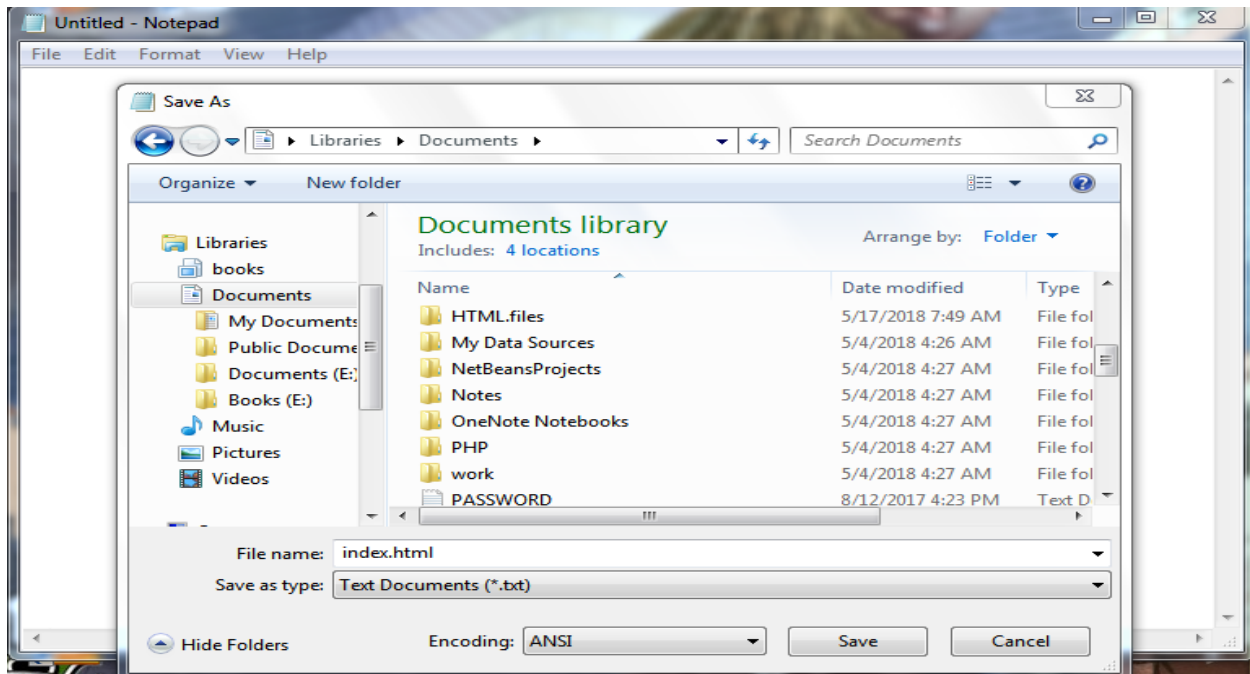 Untitled - Notepad
File Edit Format View Help
Save As
Libraries Documents
Search Documents
Organize New folder
Libraries
books
Documents
My Documents
Public Docume
Documents (E:)
Books (E:)
Music
Pictures
Videos
Documents library
Includes: 4 locations
Arrange by: Folder
Name Date modified Type
HTML.files 5/17/2018 7:49 AM File fol
My Data Sources 5/4/2018 4:26 AM File fol
NetBeansProjects 5/4/2018 4:27 AM File fol
Notes 5/4/2018 4:27 AM File fol
OneNote Notebooks 5/4/2018 4:27 AM File fol
PHP 5/4/2018 4:27 AM File fol
work 5/4/2018 4:27 AM File fol
PASSWORD 8/12/2017 4:23 PM Text D
File name: index.html
Save as type: Text Documents (*.txt)
Hide Folders
Encoding: ANSI
Save Cancel